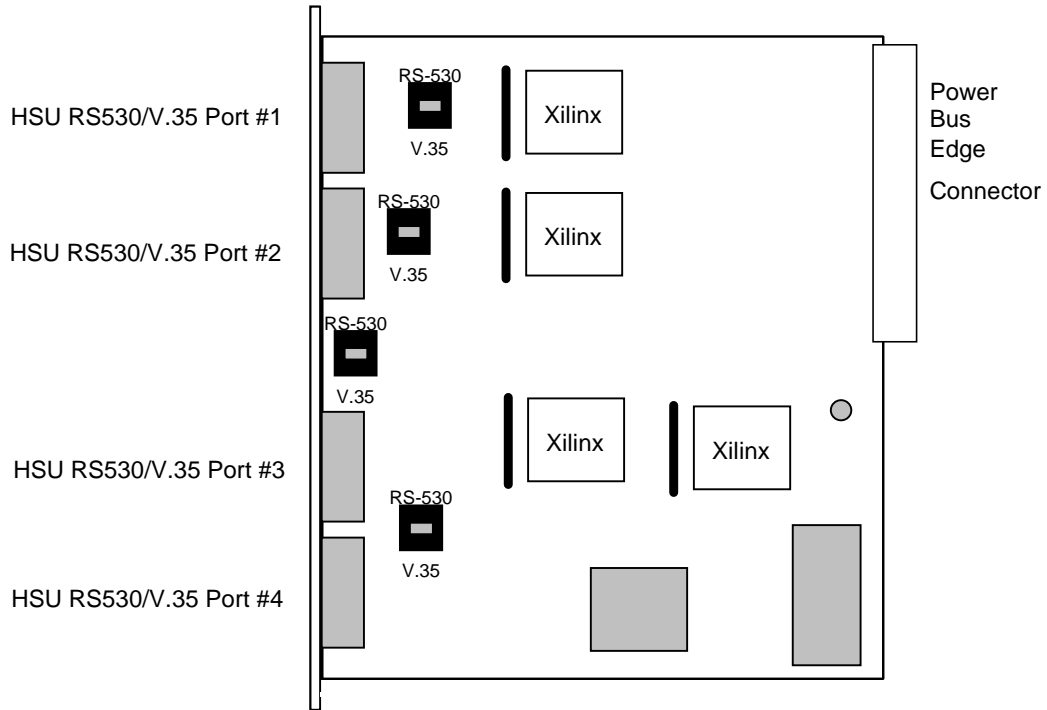 RS-530
HSU RS530/V.35 Port #1
Xilinx
V.35
Power
Bus
Edge
Connector
RS-530
HSU RS530/V.35 Port #2
Xilinx
V.35
RS-530
V.35
HSU RS530/V.35 Port #3
Xilinx
Xilinx
RS-530
V.35
HSU RS530/V.35 Port #4